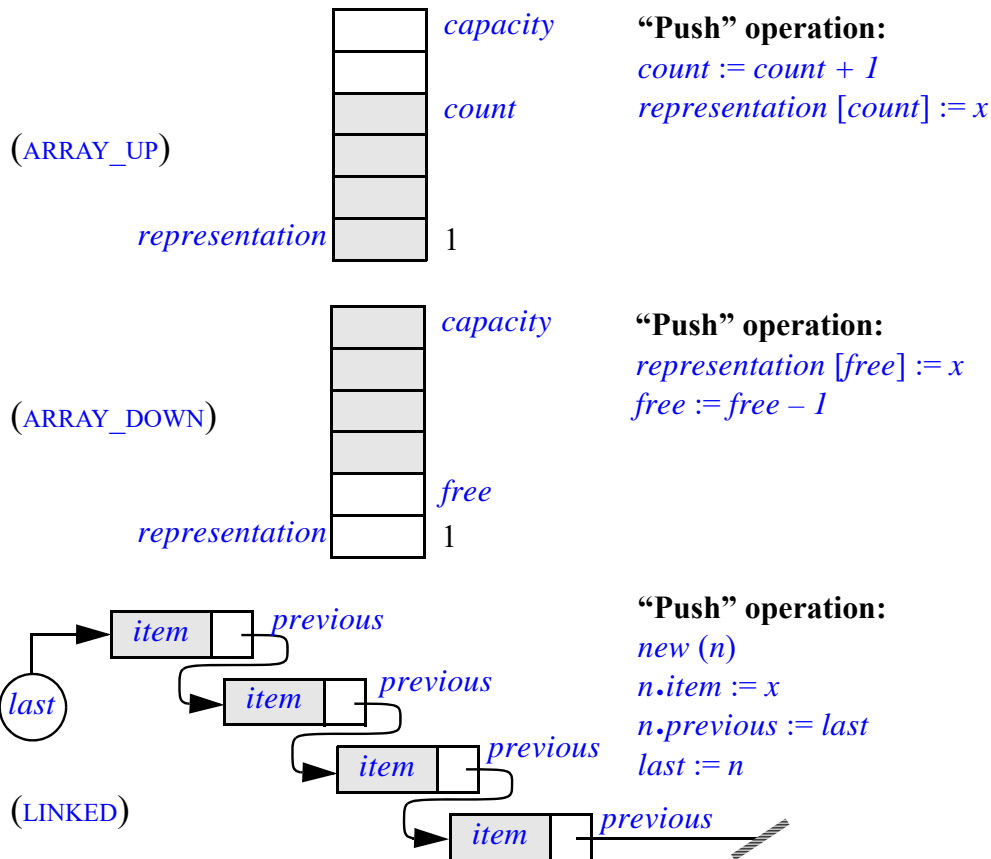 capacity
“Push” operation:
count := count + 1
count
representation [count] := x
(ARRAY_UP)
representation
1
capacity
“Push” operation:
representation [free] := x
free := free – 1
(ARRAY_DOWN)
free
representation
1
“Push” operation:
item
previous
new (n)
last
item
previous
n.item := x
n.previous := last
item
previous
last := n
(LINKED)
item
previous